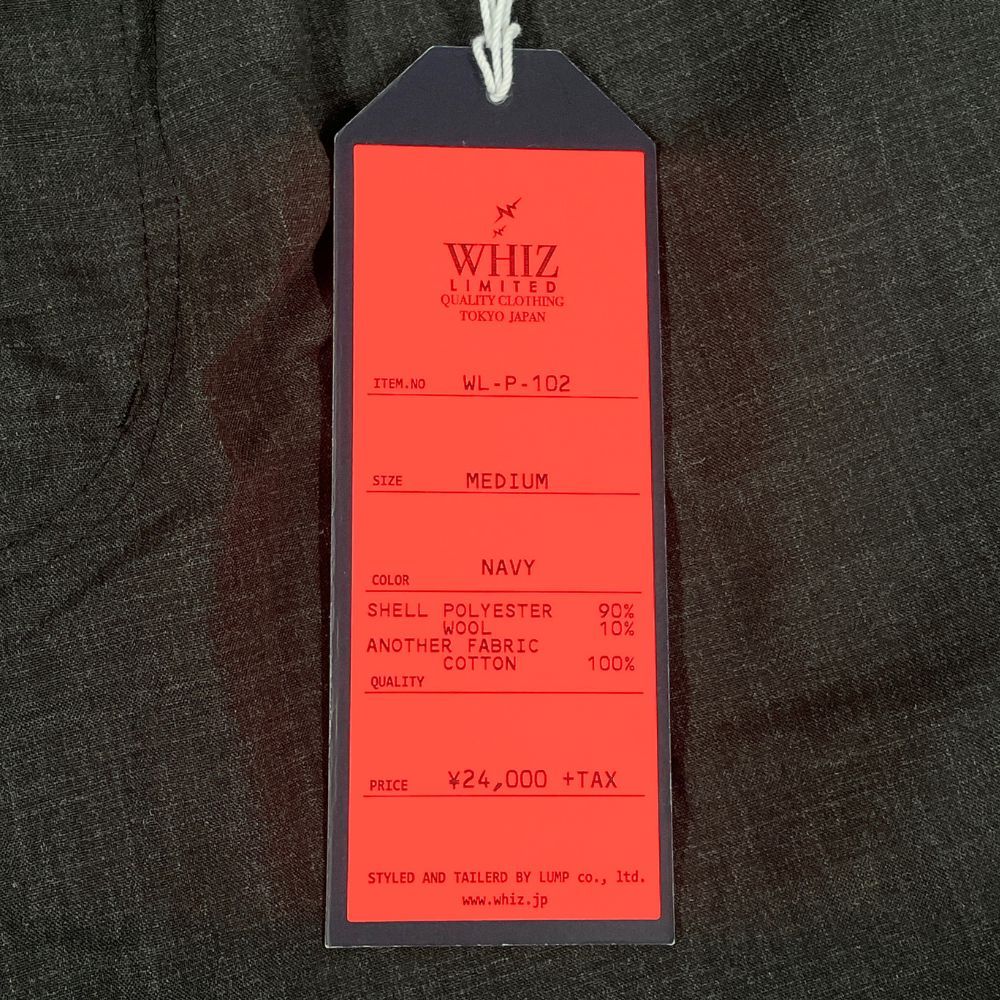 WHIZ
LIMITED
QUALITY CLOTHING
TOKYO JAPAN
ITEM.NO WL-P-102
SIZE MEDIUM
NAVY
COLOR
SHELL POLYESTER 90%
WOOL 10%
ANOTHER FABRIC
COTTON 100%
QUALITY
PRICE ¥24,000 +TAX
STYLED AND TAILERD BY LUMP co., ltd.
www.whiz.jp